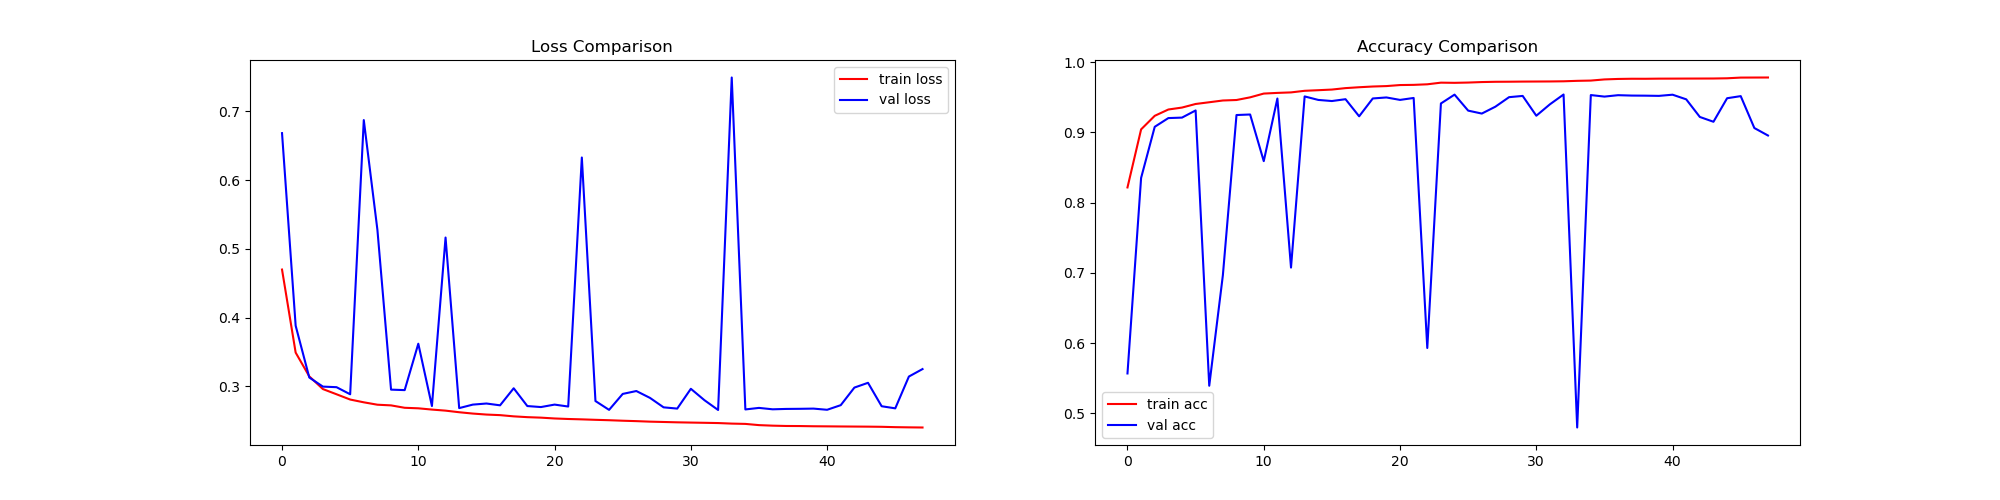 Loss Comparison
train loss
val loss
0.7
0.6
0.5
0.4
0.3
0 10 20 30 40
Accuracy Comparison
1.0
0.9
0.8
0.7
0.6
0.5
train acc
val acc
0 10 20 30 40